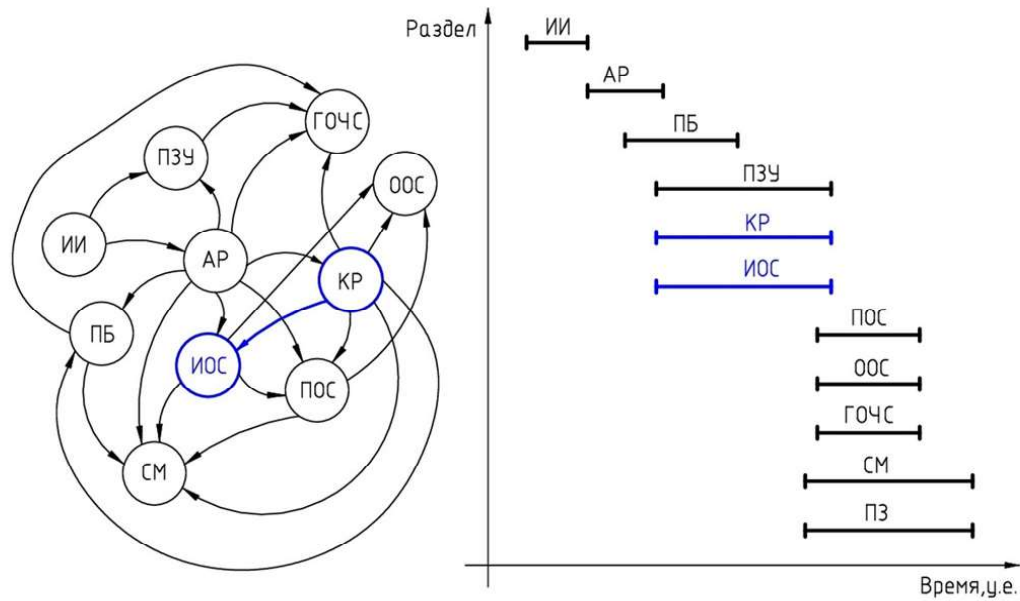 ГОЧС
ПЗУ
ООС
ИИ
АР
КР
ПБ
ИОС
ПОС
СМ
Раздел
ИИ
АР
ПБ
ПЗУ
КР
ИОС
ПОС
ООС
ГОЧС
СМ
ПЗ
Время,у.е.